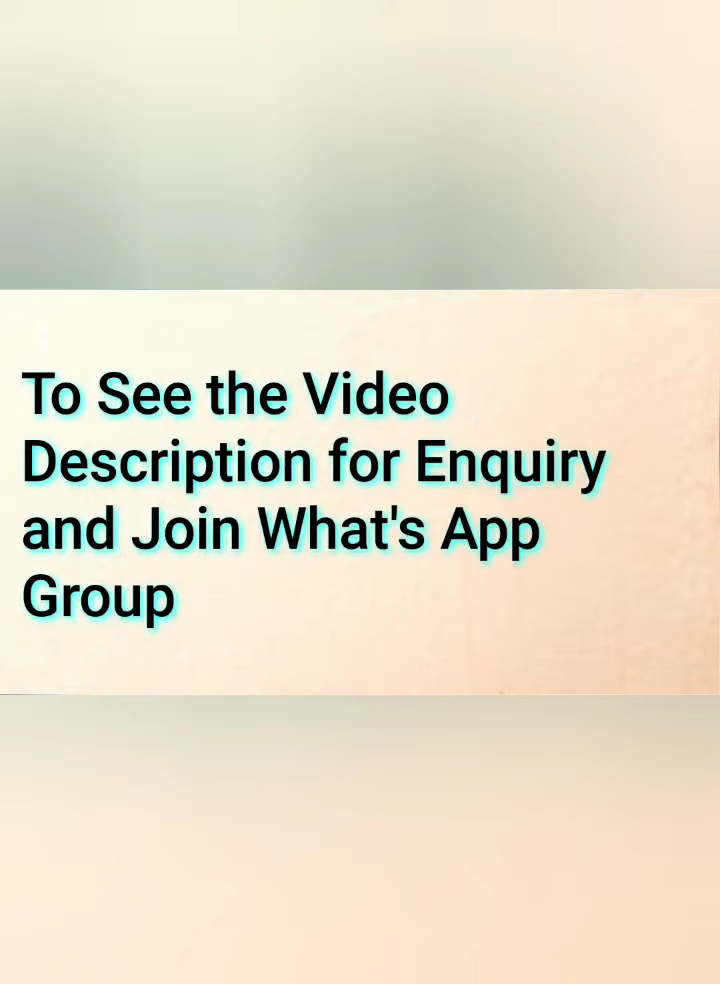 To See the Video
Description for Enquiry
and Join What's App
Group